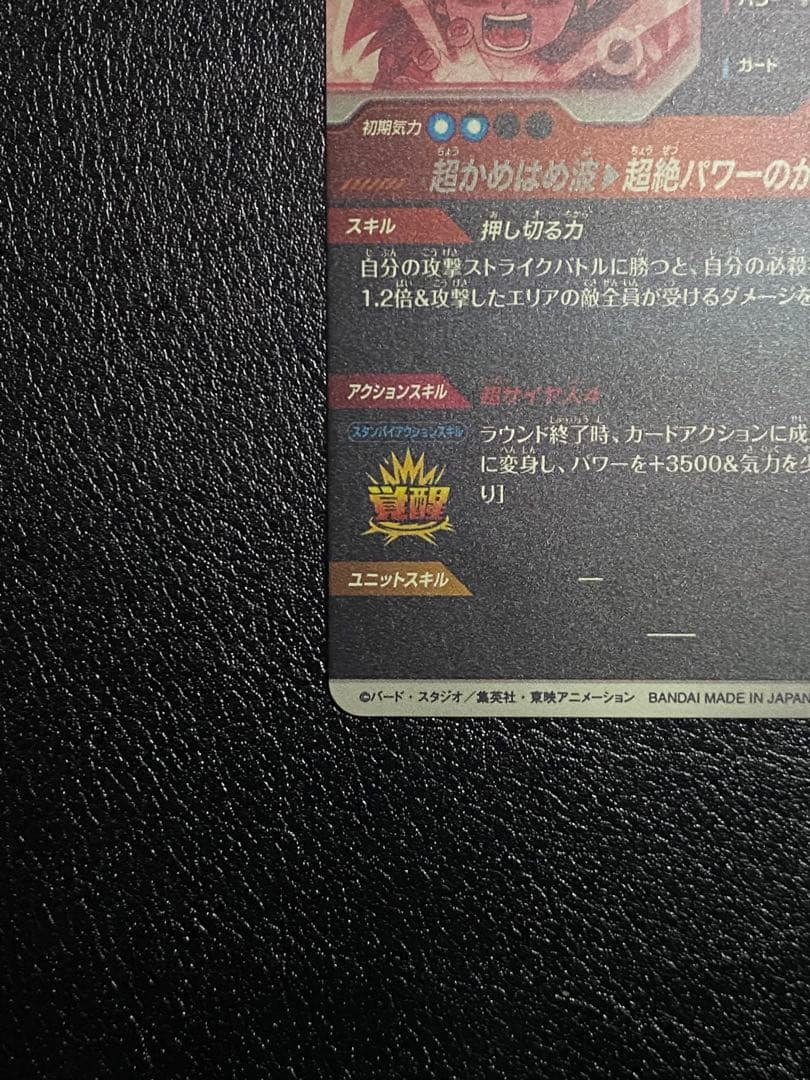 ガード
初期気力
超かめはめ波▶超絶パワーのか
スキル
押し切る力
自分の攻撃ストライクバトルに勝つと、自分の必殺
1.2倍&攻撃したエリアの敵全員が受けるダメージを
アクションスキル
超サイヤ人4
スタンバイアクションスキル
ラウンド終了時、カードアクションに成
に変身し、パワーを+3500&気力を
り]
覚醒
ユニットスキル
—
—
©バード・スタジオ/集英社・東映アニメーション BANDAI MADE IN JAPAN